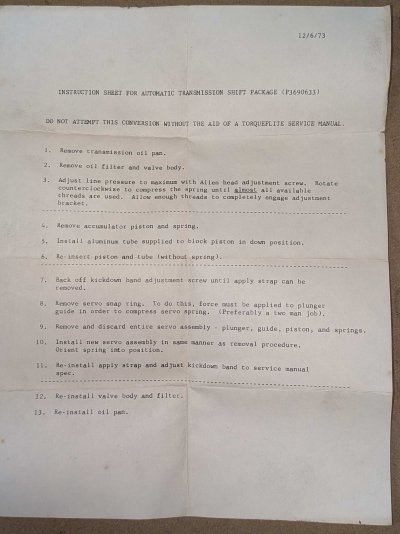 12/6/73
INSTRUCTION SHEET FOR AUTOMATIC TRANSMISSION SHIFT PACKAGE (P3690633)
DO NOT ATTEMPT THIS CONVERSION WITHOUT THE AID OF A TORQUEFLITE SERVICE MANUAL.
1. Remove transmission oil pan.
2. Remove oil filter and valve body.
3. Adjust line pressure to maximum with Allen head adjustment screw. Rotate
counterclockwise to compress the spring until almost all available
threads are used. Allow enough threads to completely engage adjustment
bracket.
4. Remove accumulator piston and spring.
5. Install aluminum tube supplied to block piston in down position.
6. Re-insert piston and tube (without spring).
7. Back off kickdown band adjustment screw until apply strap can be
removed.
8. Remove servo snap ring. To do this, force must be applied to plunger
guide in order to compress servo spring. (Preferably a two man job).
9. Remove and discard entire servo assembly - plunger, guide, piston, and springs.
10. Install new servo assembly in same manner as removal procedure.
Orient spring into position.
11. Re-install apply strap and adjust kickdown band to service manual
spec.
12. Re-install valve body and filter.
13. Re-install oil pan.